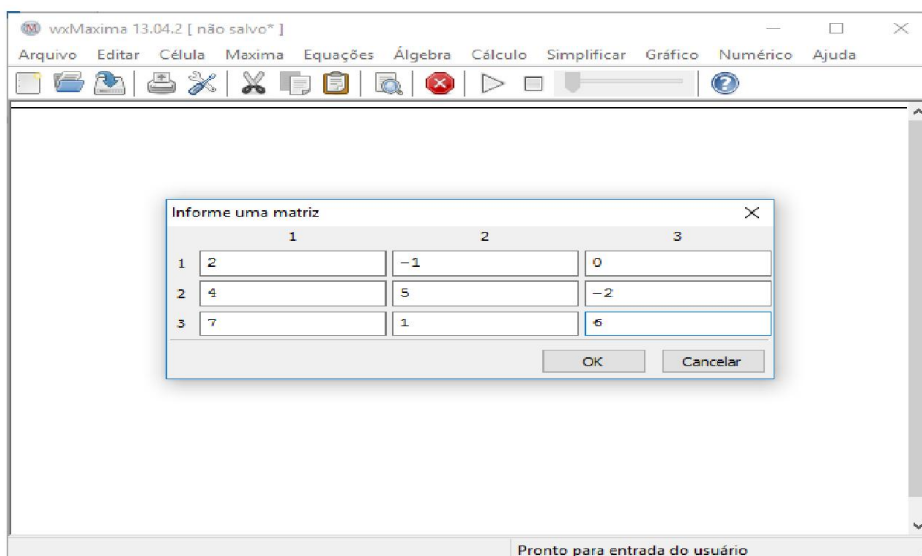 wxMaxima 13.04.2 [ não salvo* ]
Arquivo Editar Célula Maxima Equações Álgebra Cálculo Simplificar Gráfico Numérico Ajuda
Informe uma matriz
1 2 3
1 2 -1 0
2 4 5 -2
3 7 1 6
OK Cancelar
Pronto para entrada do usuário